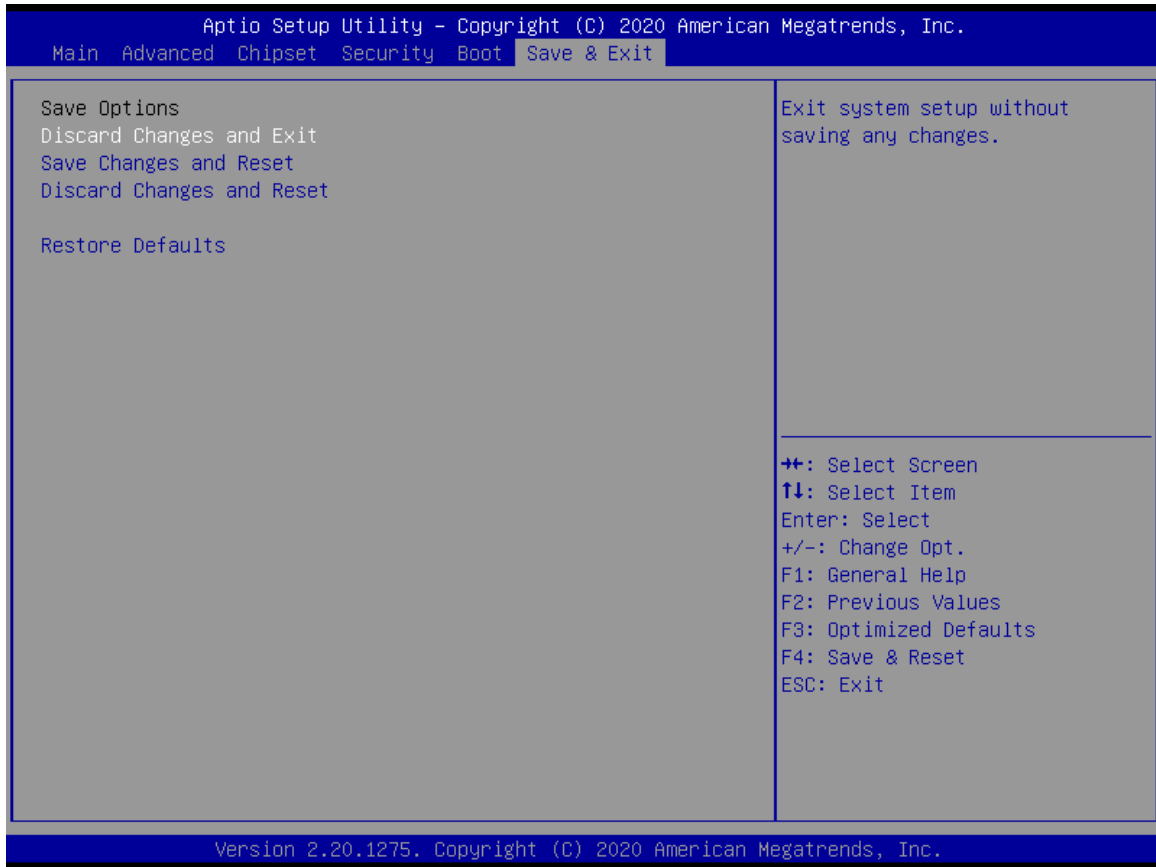 Aptio Setup Utility – Copyright (C) 2020 American Megatrends, Inc.
Main Advanced Chipset Security Boot Save & Exit
Save Options
Discard Changes and Exit
Save Changes and Reset
Discard Changes and Reset
Restore Defaults
Exit system setup without
saving any changes.
→←: Select Screen
↑↓: Select Item
Enter: Select
+/-: Change Opt.
F1: General Help
F2: Previous Values
F3: Optimized Defaults
F4: Save & Reset
ESC: Exit
Version 2.20.1275. Copyright (C) 2020 American Megatrends, Inc.